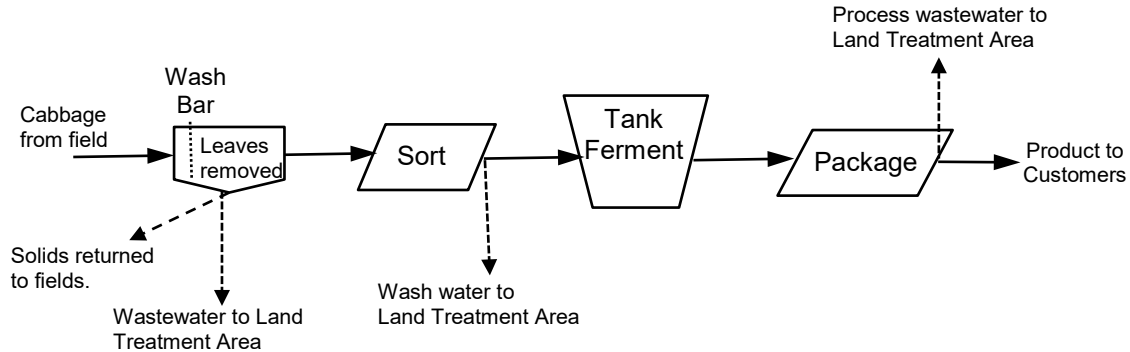 Process wastewater to
Land Treatment Area
Wash
Bar
Cabbage
from field
Leaves
removed
Sort
Tank
Ferment
Package
Product to
Customers
Solids returned
to fields.
Wastewater to Land
Treatment Area
Wash water to
Land Treatment Area